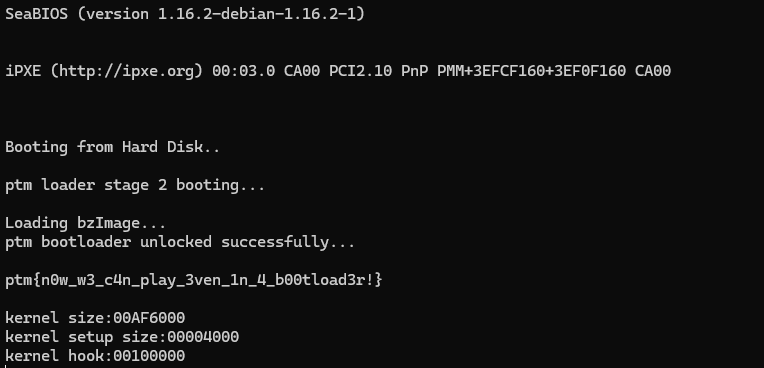 SeaBIOS (version 1.16.2-debian-1.16.2-1)
iPXE (http://ipxe.org) 00:03.0 CA00 PCI2.10 PnP PMM+3EFCF160+3EF0F160 CA00
Booting from Hard Disk..
ptm loader stage 2 booting...
Loading bzImage...
ptm bootloader unlocked successfully...
ptm{n0w_w3_c4n_play_3ven_1n_4_b00tload3r!}
kernel size:00AF6000
kernel setup size:00004000
kernel hook:00100000